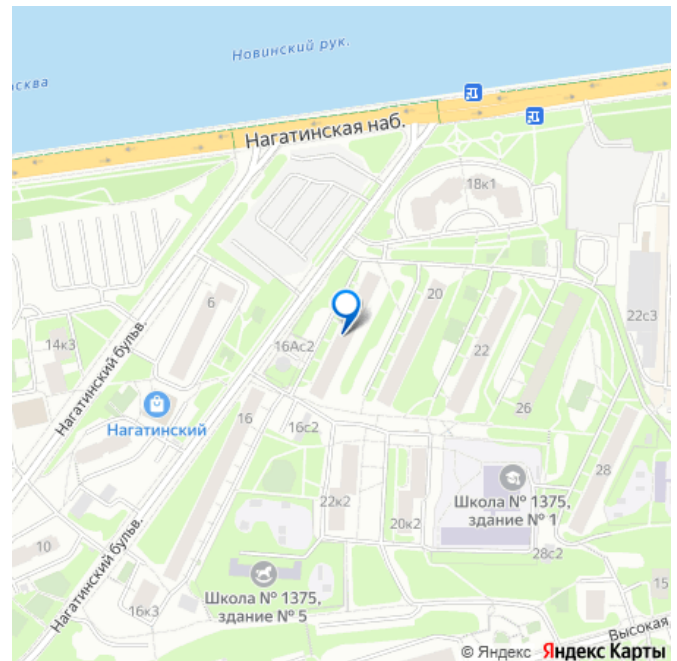 Новинский рук.
осква
Нагатинская наб.
18к1
6
20
22с3
14к3
16Ас2
22
26
Нагатинский бульв.
Нагатинский
16
16с2
28
22к2
20к2
Школа № 1375,
здание № 1
28с2
10
Школа № 1375,
здание № 5
15
16к3
Нагатинский бульв.
Высокая
© Яндекс Яндекс Карты